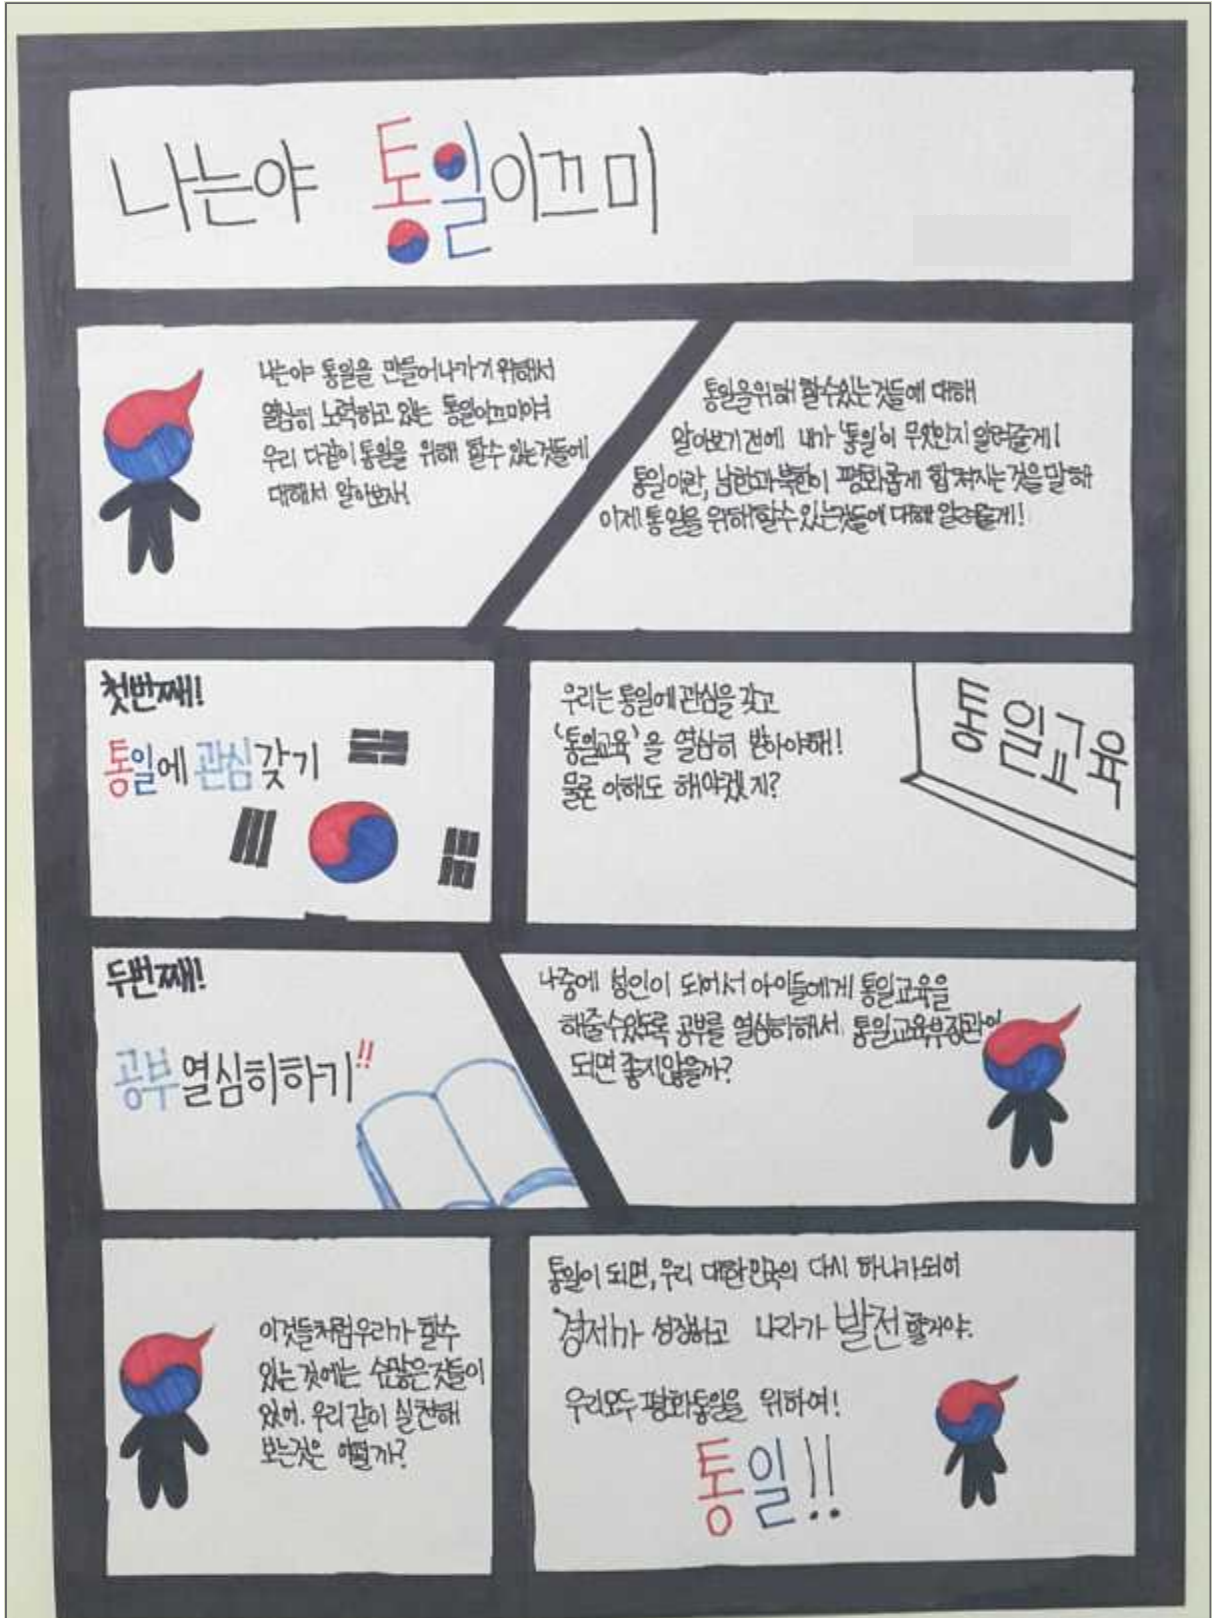 나는야 통일이끄미
나는야 통일을 만들어나가기 위해서
열심히 노력하고 있는 통일이끄미야!
우리 다같이 통일을 위해 할수 있는것들에
대해서 알아보자!
통일을위해 할수있는것들에 대해
알아보기전에 내가 '통일'이 무엇인지 알려줄게!
통일이란, 남한과북한이 평화롭게 합쳐지는것을말해
이제 통일을 위해할수있는것들에 대해 알려줄게!
첫번째!
통일에 관심 갖기
우리는 통일에관심을 갖고
'통일교육'을 열심히 받아야해!
물론 이해도 해야겠지?
통일교육
두번째!
공부 열심히하기!!
나중에 성인이 되어서 아이들에게 통일교육을
해줄수있도록 공부를 열심히해서 통일교육부장관이
되면 좋지않을까?
이것들처럼우리가 할수
있는것에는 수많은것들이
있어. 우리같이 실천해
보는것은 어떨까?
통일이 되면, 우리 대한민국의 다시 하나가되어
경제가 성장하고 나라가 발전할거야.
우리모두 평화통일을 위하여!
통일!!